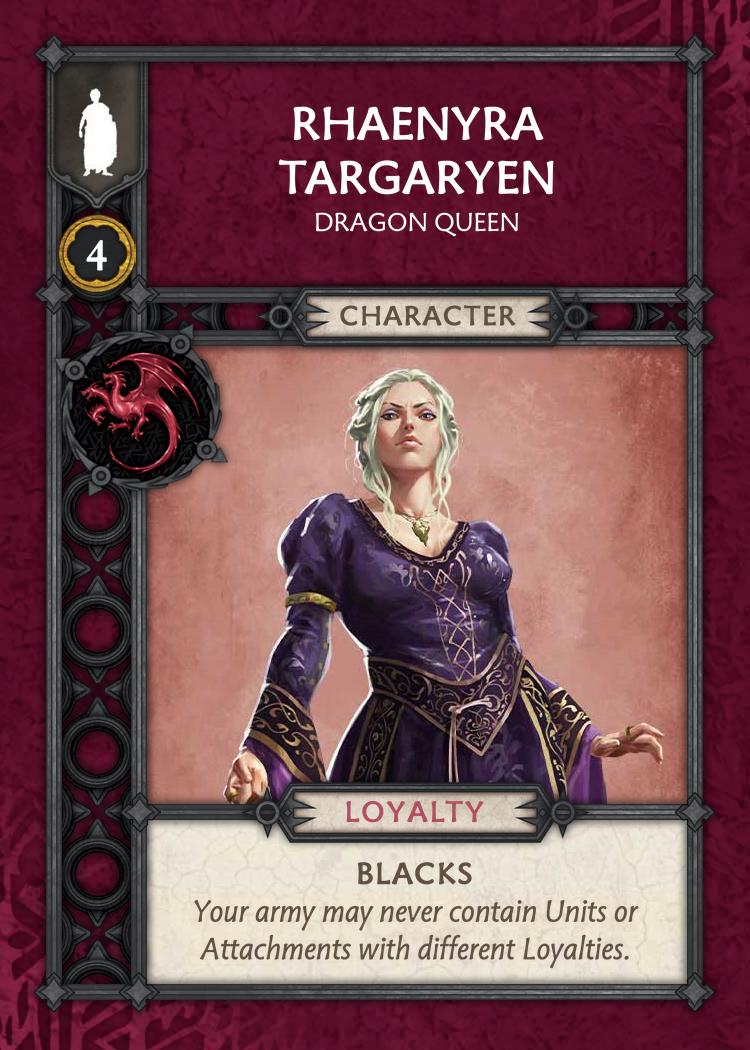 RHAENYRA
TARGARYEN
DRAGON QUEEN
4
CHARACTER
LOYALTY
BLACKS
Your army may never contain Units or
Attachments with different Loyalties.